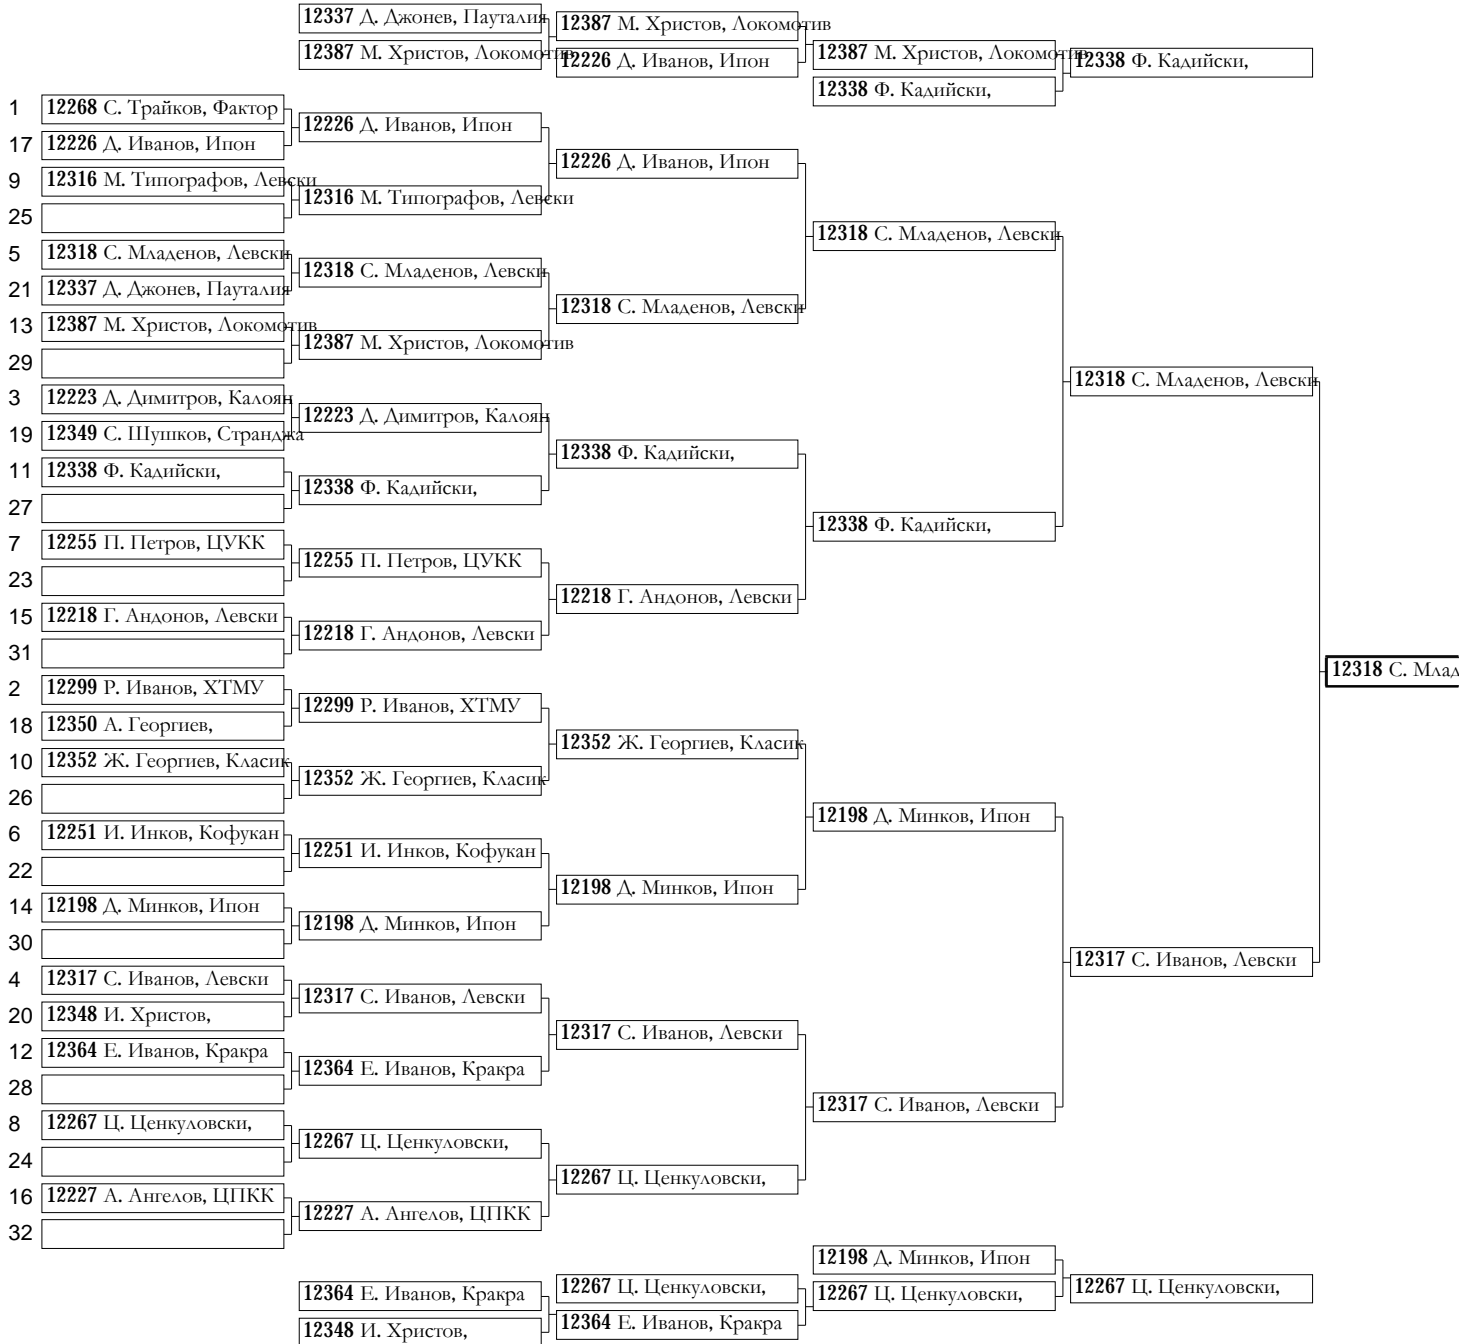 12337 Д. Джонев, Пауталия
12387 М. Христов, Локомотив
12387 М. Христов, Локомотив
12226 Д. Иванов, Ипон
12387 М. Христов, Локомотив
12338 Ф. Кадийски,
12338 Ф. Кадийски,
1 12268 С. Трайков, Фактор
17 12226 Д. Иванов, Ипон
9 12316 М. Типографов, Левски
25
5 12318 С. Младенов, Левски
21 12337 Д. Джонев, Пауталия
13 12387 М. Христов, Локомотив
29
3 12223 Д. Димитров, Калоян
19 12349 С. Шушков, Странджа
11 12338 Ф. Кадийски,
27
7 12255 П. Петров, ЦУКК
23
15 12218 Г. Андонов, Левски
31
2 12299 Р. Иванов, ХТМУ
18 12350 А. Георгиев,
10 12352 Ж. Георгиев, Класик
26
6 12251 И. Инков, Кофукан
22
14 12198 Д. Минков, Ипон
30
4 12317 С. Иванов, Левски
20 12348 И. Христов,
12 12364 Е. Иванов, Кракра
28
8 12267 Ц. Ценкуловски,
24
16 12227 А. Ангелов, ЦПКК
32
12226 Д. Иванов, Ипон
12316 М. Типографов, Левски
12318 С. Младенов, Левски
12387 М. Христов, Локомотив
12223 Д. Димитров, Калоян
12338 Ф. Кадийски,
12255 П. Петров, ЦУКК
12218 Г. Андонов, Левски
12299 Р. Иванов, ХТМУ
12352 Ж. Георгиев, Класик
12251 И. Инков, Кофукан
12198 Д. Минков, Ипон
12317 С. Иванов, Левски
12364 Е. Иванов, Кракра
12267 Ц. Ценкуловски,
12227 А. Ангелов, ЦПКК
12226 Д. Иванов, Ипон
12318 С. Младенов, Левски
12338 Ф. Кадийски,
12218 Г. Андонов, Левски
12352 Ж. Георгиев, Класик
12198 Д. Минков, Ипон
12317 С. Иванов, Левски
12267 Ц. Ценкуловски,
12318 С. Младенов, Левски
12338 Ф. Кадийски,
12198 Д. Минков, Ипон
12317 С. Иванов, Левски
12318 С. Младенов, Левски
12317 С. Иванов, Левски
12318 С. Млад
12364 Е. Иванов, Кракра
12348 И. Христов,
12267 Ц. Ценкуловски,
12364 Е. Иванов, Кракра
12198 Д. Минков, Ипон
12267 Ц. Ценкуловски,
12267 Ц. Ценкуловски,